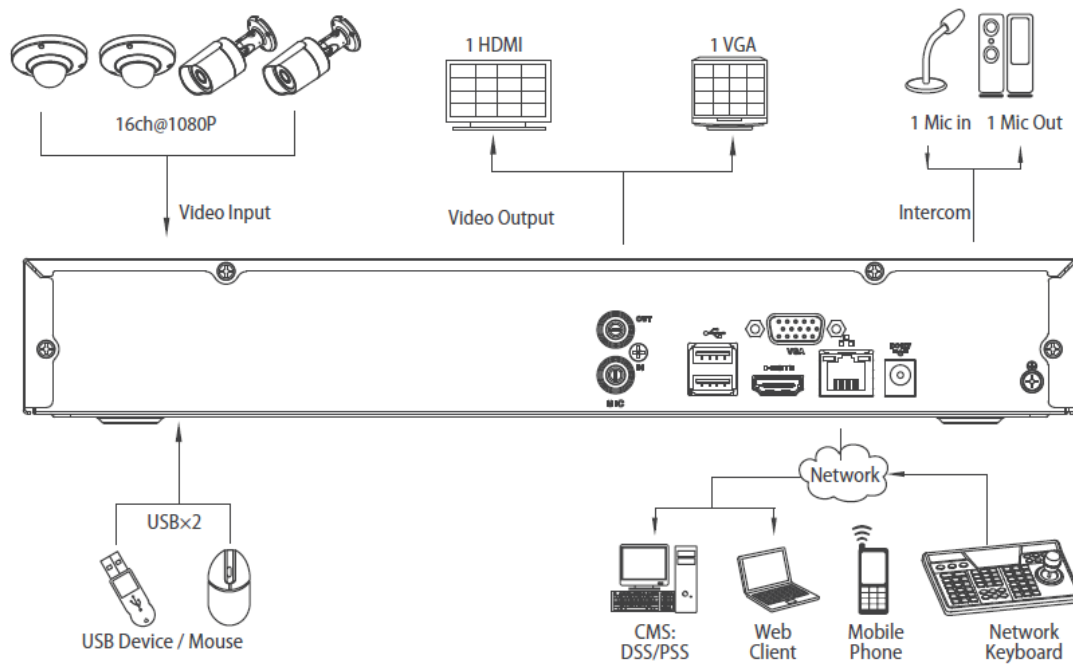 1 HDMI
1 VGA
16ch@1080P
1 Mic in
1 Mic Out
Video Input
Video Output
Intercom
OUT
IN
MIC
VGA
Network
USB×2
USB Device / Mouse
CMS:
DSS/PSS
Web
Client
Mobile
Phone
Network
Keyboard